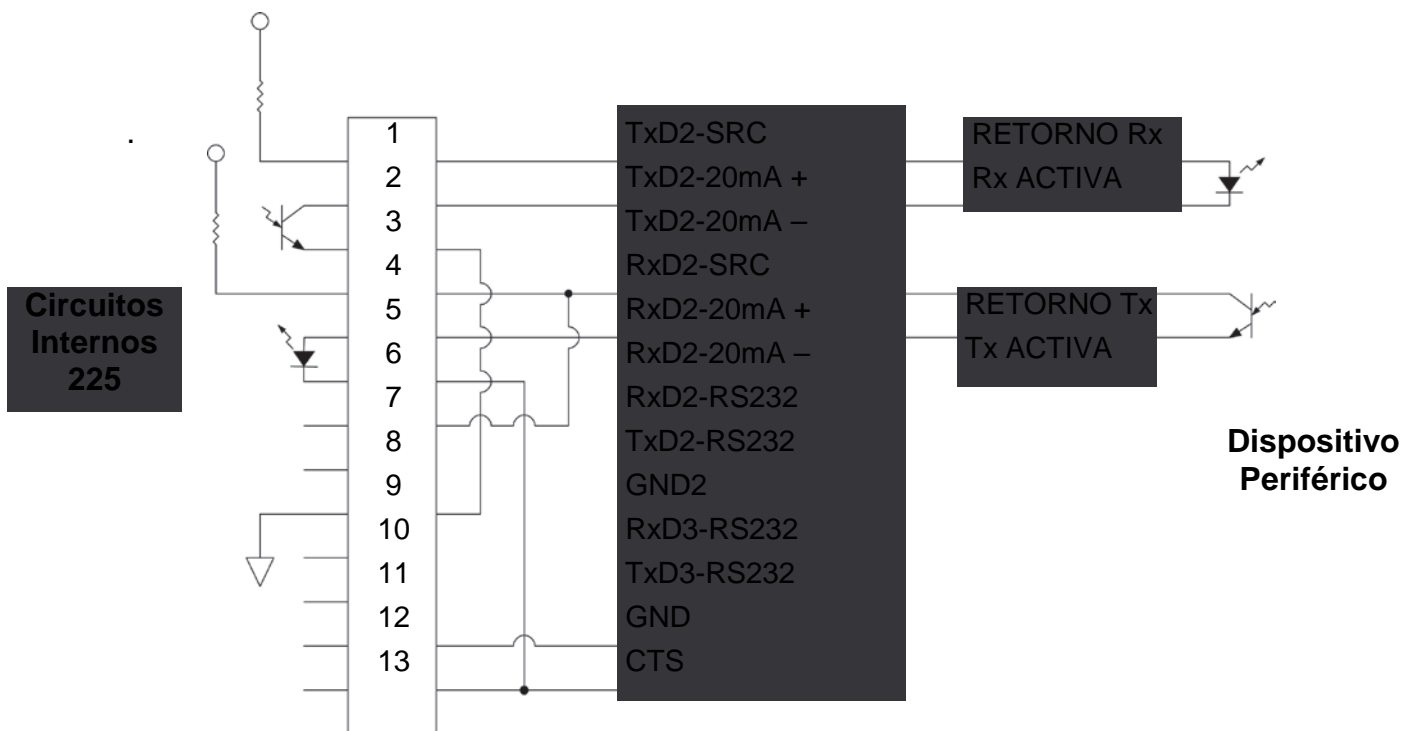 1
TxD2-SRC
RETORNO Rx
.
2
TxD2-20mA +
Rx ACTIVA
3
TxD2-20mA –
4
RxD2-SRC
Circuitos
Internos
225
5
RxD2-20mA +
RETORNO Tx
6
RxD2-20mA –
Tx ACTIVA
7
RxD2-RS232
8
TxD2-RS232
Dispositivo
Periférico
9
GND2
10
RxD3-RS232
11
TxD3-RS232
12
GND
13
CTS